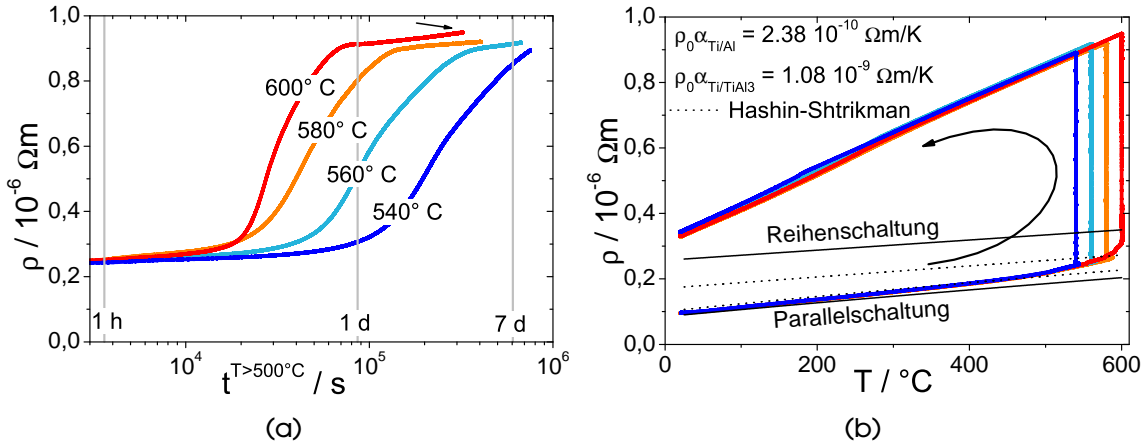 ρ / 10⁻⁶ Ωm
1,0
0,8
0,6
0,4
0,2
0,0
600° C
580° C
560° C
540° C
1 h
1 d
7 d
10⁴
10⁵
10⁶
t^T>500°C / s
(a)
ρ / 10⁻⁶ Ωm
1,0
0,8
0,6
0,4
0,2
0,0
ρ₀α_Ti/Al = 2.38 10⁻¹⁰ Ωm/K
ρ₀α_Ti/TiAl3 = 1.08 10⁻⁹ Ωm/K
Hashin-Shtrikman
Reihenschaltung
Parallelschaltung
0
200
400
600
T / °C
(b)